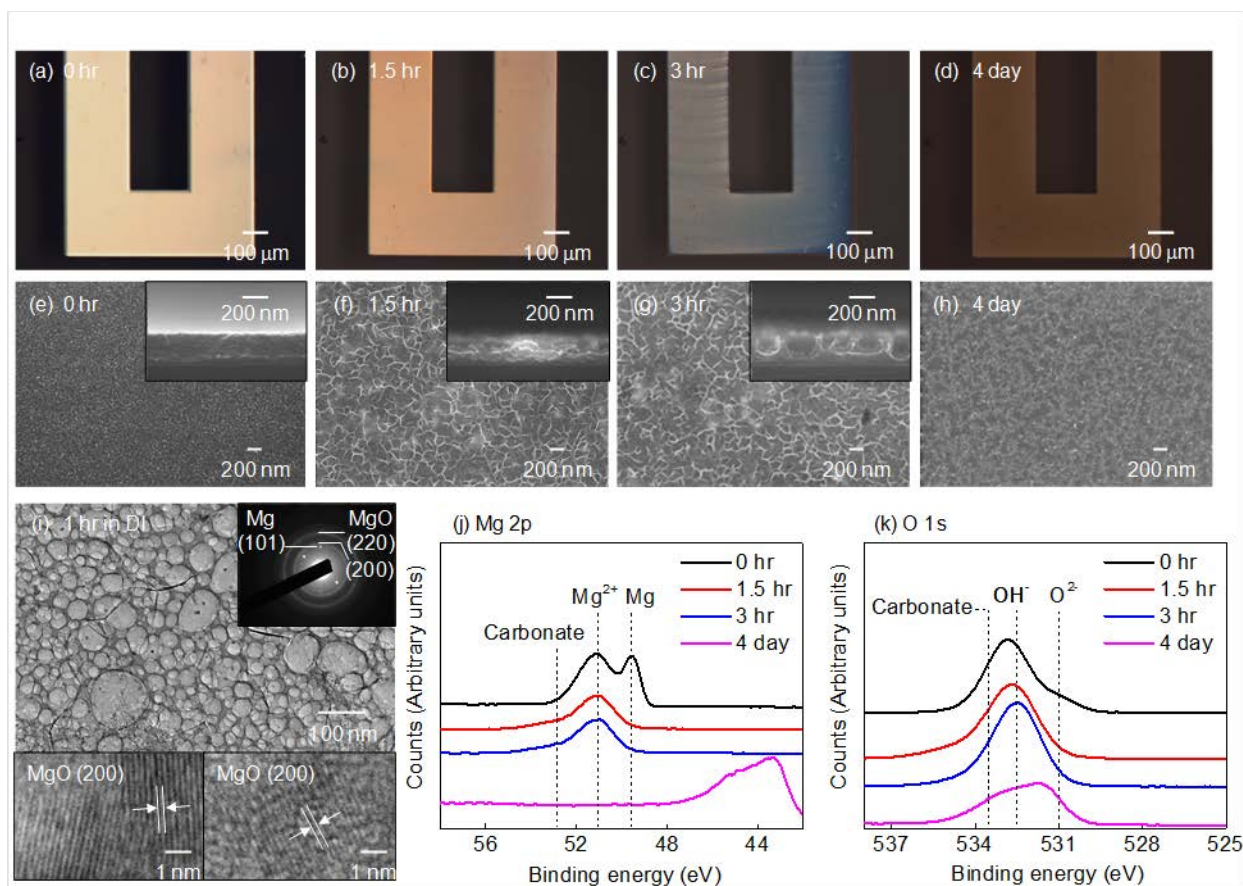 (a) 0 hr
100 µm
(b) 1.5 hr
100 µm
(c) 3 hr
100 µm
(d) 4 day
100 µm
(e) 0 hr
200 nm
200 nm
(f) 1.5 hr
200 nm
200 nm
(g) 3 hr
200 nm
200 nm
(h) 4 day
200 nm
(i) 1 hr in DI
Mg
(101)
MgO
(220)
(200)
100 nm
MgO (200)
1 nm
MgO (200)
1 nm
(j) Mg 2p
0 hr
1.5 hr
3 hr
4 day
Mg²⁺ Mg
Carbonate
Counts (Arbitrary units)
56 52 48 44
Binding energy (eV)
(k) O 1s
0 hr
1.5 hr
3 hr
4 day
Carbonate OH⁻ O²⁻
Counts (Arbitrary units)
537 534 531 528 525
Binding energy (eV)